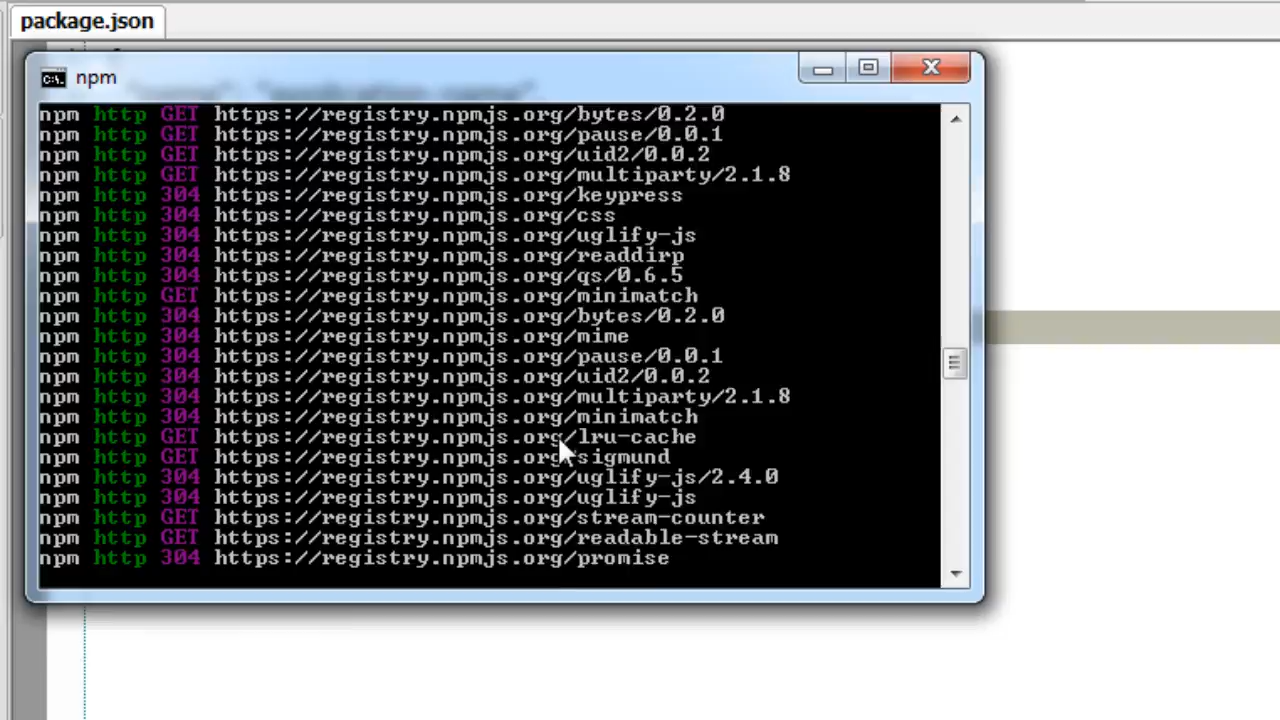 package.json
npm
npm http GET https://registry.npmjs.org/bytes/0.2.0
npm http GET https://registry.npmjs.org/pause/0.0.1
npm http GET https://registry.npmjs.org/uid2/0.0.2
npm http GET https://registry.npmjs.org/multiparty/2.1.8
npm http 304 https://registry.npmjs.org/keypress
npm http 304 https://registry.npmjs.org/css
npm http 304 https://registry.npmjs.org/uglify-js
npm http 304 https://registry.npmjs.org/readdirp
npm http 304 https://registry.npmjs.org/qs/0.6.5
npm http GET https://registry.npmjs.org/minimatch
npm http 304 https://registry.npmjs.org/bytes/0.2.0
npm http 304 https://registry.npmjs.org/mime
npm http 304 https://registry.npmjs.org/pause/0.0.1
npm http 304 https://registry.npmjs.org/uid2/0.0.2
npm http 304 https://registry.npmjs.org/multiparty/2.1.8
npm http 304 https://registry.npmjs.org/minimatch
npm http GET https://registry.npmjs.org/lru-cache
npm http GET https://registry.npmjs.org/sigmund
npm http 304 https://registry.npmjs.org/uglify-js/2.4.0
npm http 304 https://registry.npmjs.org/uglify-js
npm http GET https://registry.npmjs.org/stream-counter
npm http GET https://registry.npmjs.org/readable-stream
npm http 304 https://registry.npmjs.org/promise